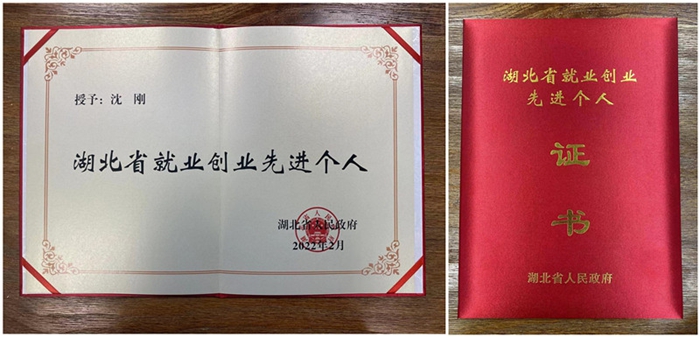 授予：沈 刚
湖北省就业创业先进个人
湖北省人民政府
2022年2月
湖北省就业创业
先进个人
证
书
湖北省人民政府